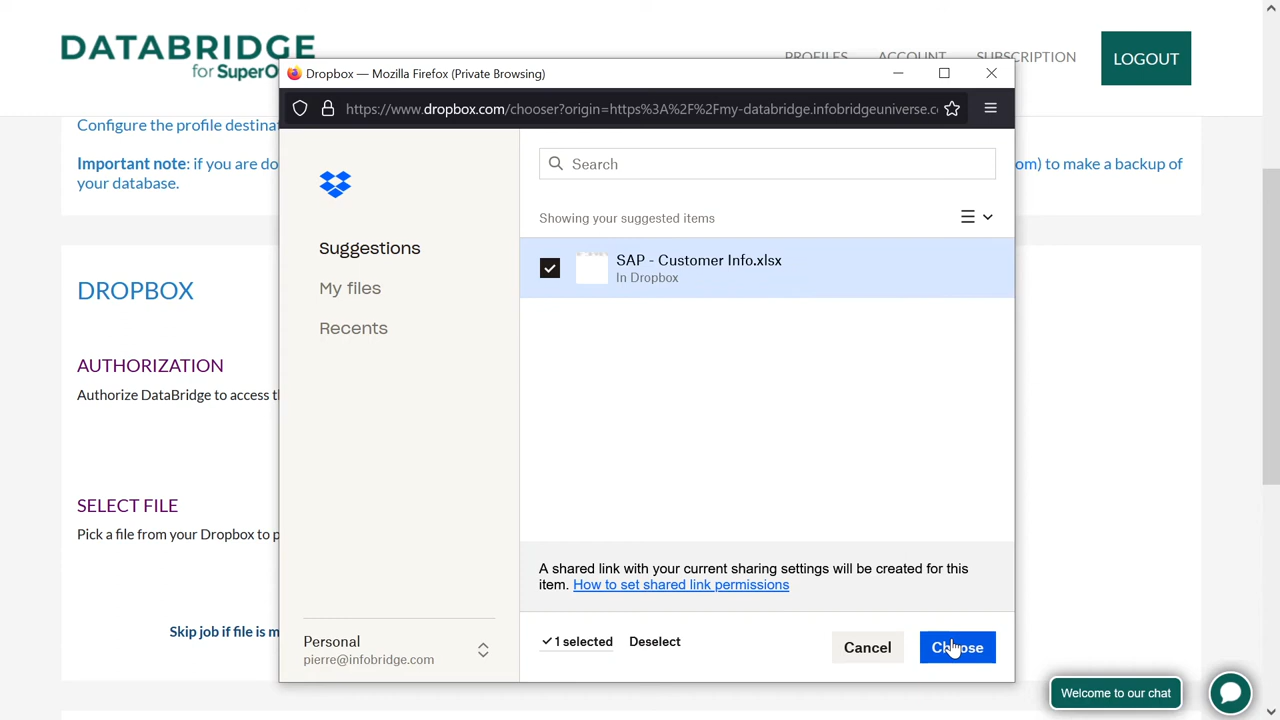 DATABRIDGE
for SuperO
PROFILES
ACCOUNT
SUBSCRIPTION
LOGOUT
Dropbox — Mozilla Firefox (Private Browsing)
https://www.dropbox.com/chooser?origin=https%3A%2F%2Fmy-databridge.infobridgeuniverse.c
Configure the profile destina
Important note: if you are do
om) to make a backup of
your database.
Search
Showing your suggested items
Suggestions
My files
Recents
SAP - Customer Info.xlsx
In Dropbox
DROPBOX
AUTHORIZATION
Authorize DataBridge to access th
SELECT FILE
Pick a file from your Dropbox to p
Skip job if file is m
A shared link with your current sharing settings will be created for this
item. How to set shared link permissions
Personal
pierre@infobridge.com
1 selected
Deselect
Cancel
Choose
Welcome to our chat